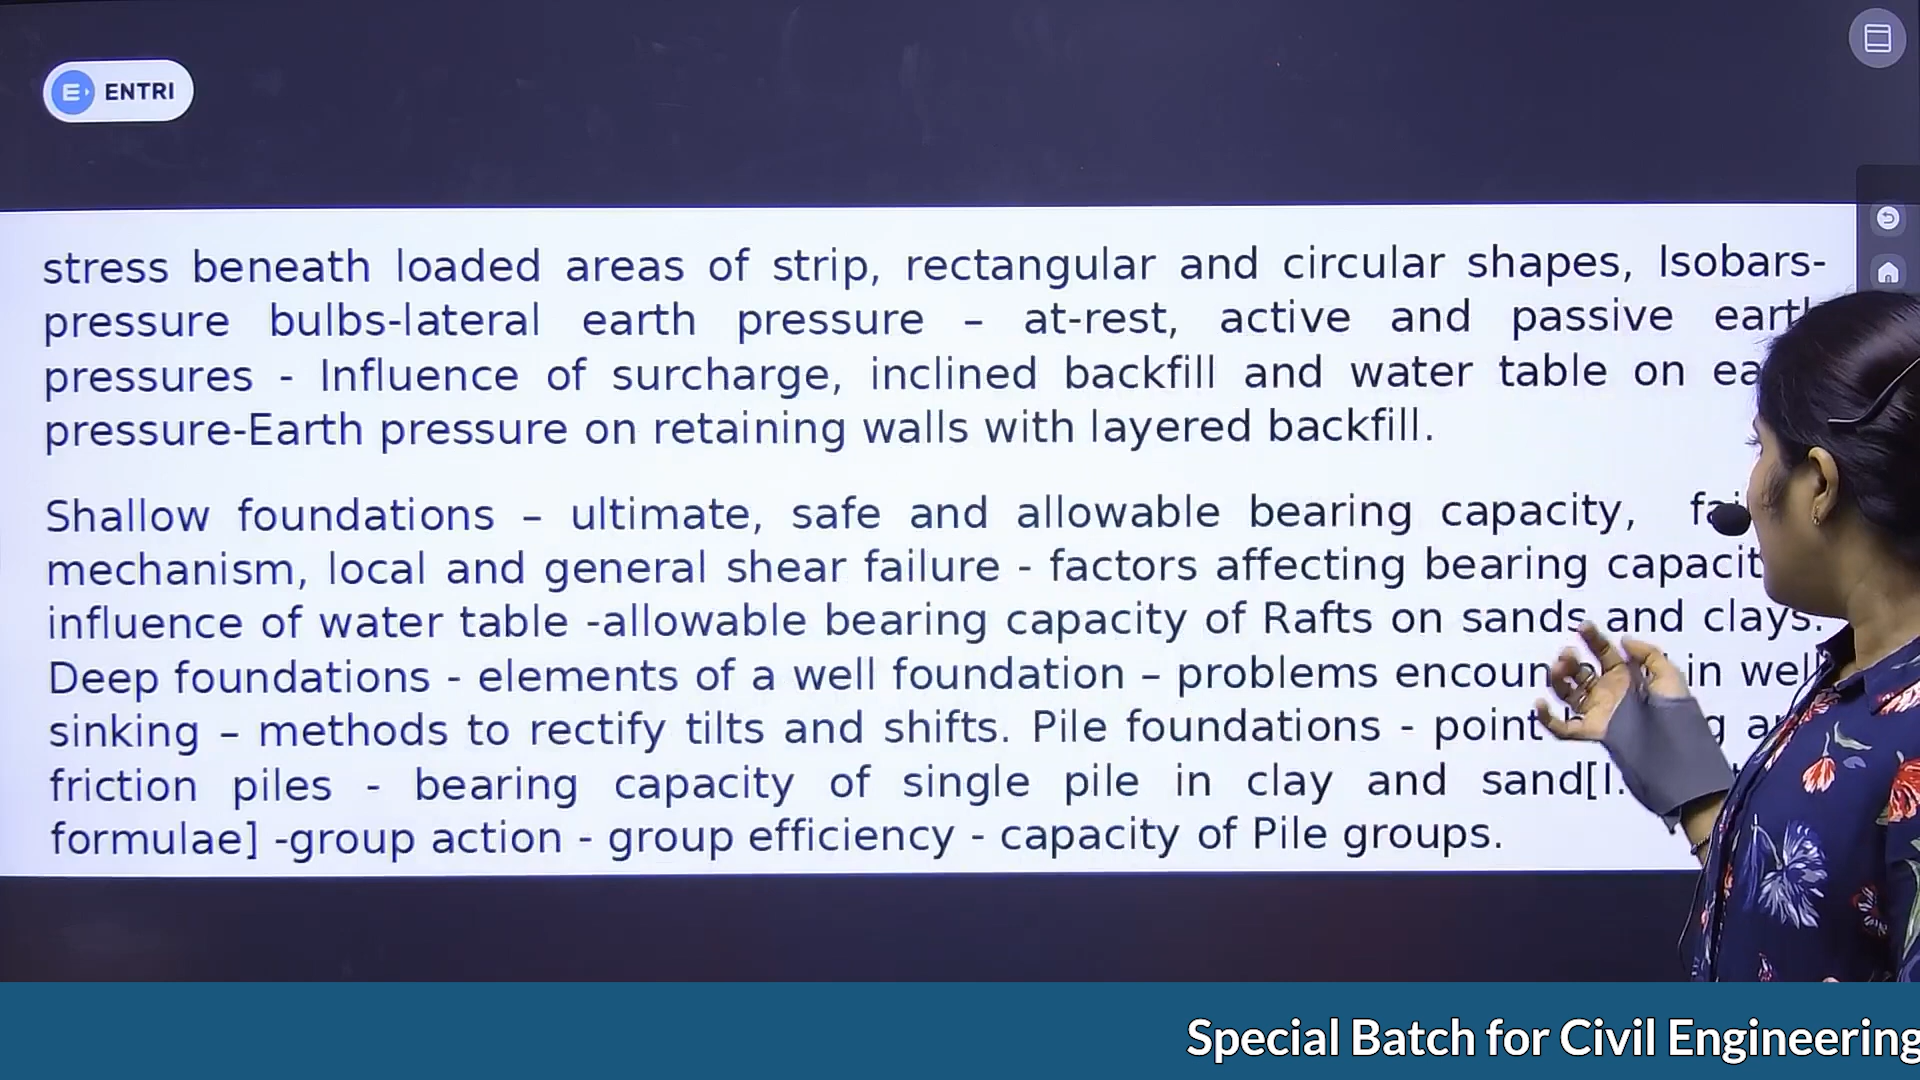 ENTRI
stress beneath loaded areas of strip, rectangular and circular shapes, Isobars-
pressure bulbs-lateral earth pressure – at-rest, active and passive earth
pressures - Influence of surcharge, inclined backfill and water table on
pressure-Earth pressure on retaining walls with layered backfill.
Shallow foundations – ultimate, safe and allowable bearing capacity,
mechanism, local and general shear failure - factors affecting bearing
influence of water table -allowable bearing capacity of Rafts on sands and clays.
Deep foundations - elements of a well foundation – problems in well
sinking – methods to rectify tilts and shifts. Pile foundations - point
friction piles - bearing capacity of single pile in clay and sand
formulae] -group action - group efficiency - capacity of Pile groups.
Special Batch for Civil Engineering